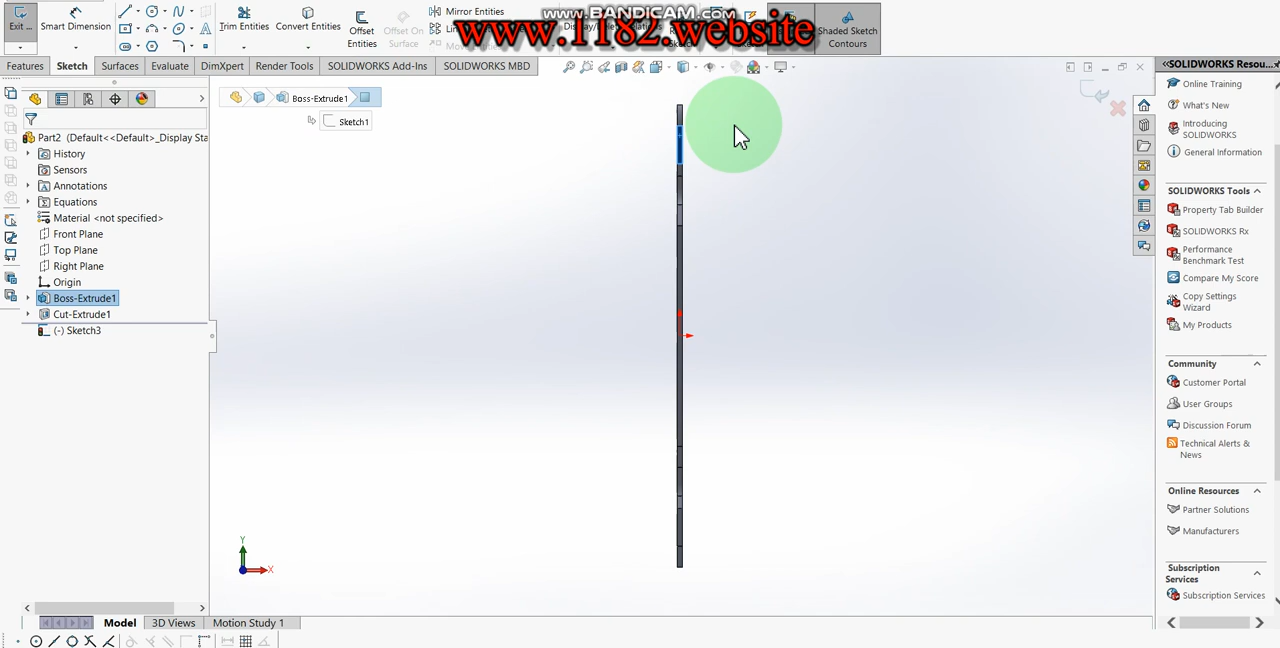 www.BANDICAM.com
www.1182.website
Exit ...
Smart Dimension
Trim Entities
Convert Entities
Offset Entities
Offset On Surface
Mirror Entities
Shaded Sketch Contours
Features
Sketch
Surfaces
Evaluate
DimXpert
Render Tools
SOLIDWORKS Add-Ins
SOLIDWORKS MBD
Boss-Extrude1
Sketch1
Part2 (Default<<Default>_Display Sta
History
Sensors
Annotations
Equations
Material <not specified>
Front Plane
Top Plane
Right Plane
Origin
Boss-Extrude1
Cut-Extrude1
(-) Sketch3
Y
X
Model
3D Views
Motion Study 1
SOLIDWORKS Resou...
Online Training
What's New
Introducing
SOLIDWORKS
General Information
SOLIDWORKS Tools
Property Tab Builder
SOLIDWORKS Rx
Performance
Benchmark Test
Compare My Score
Copy Settings
Wizard
My Products
Community
Customer Portal
User Groups
Discussion Forum
Technical Alerts &
News
Online Resources
Partner Solutions
Manufacturers
Subscription
Services
Subscription Services